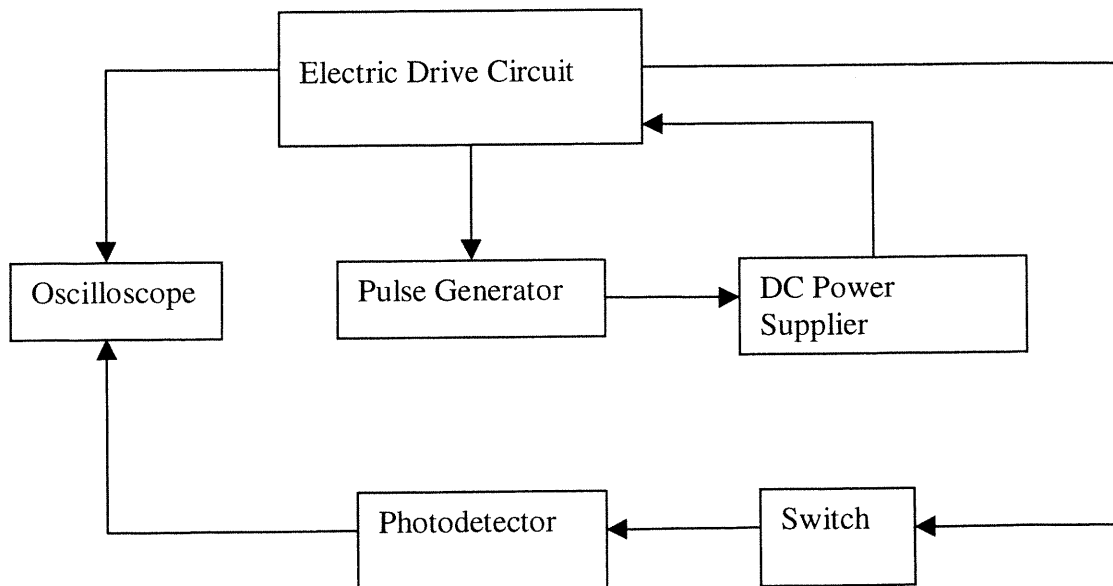 Electric Drive Circuit
Oscilloscope
Pulse Generator
DC Power
Supplier
Photodetector
Switch